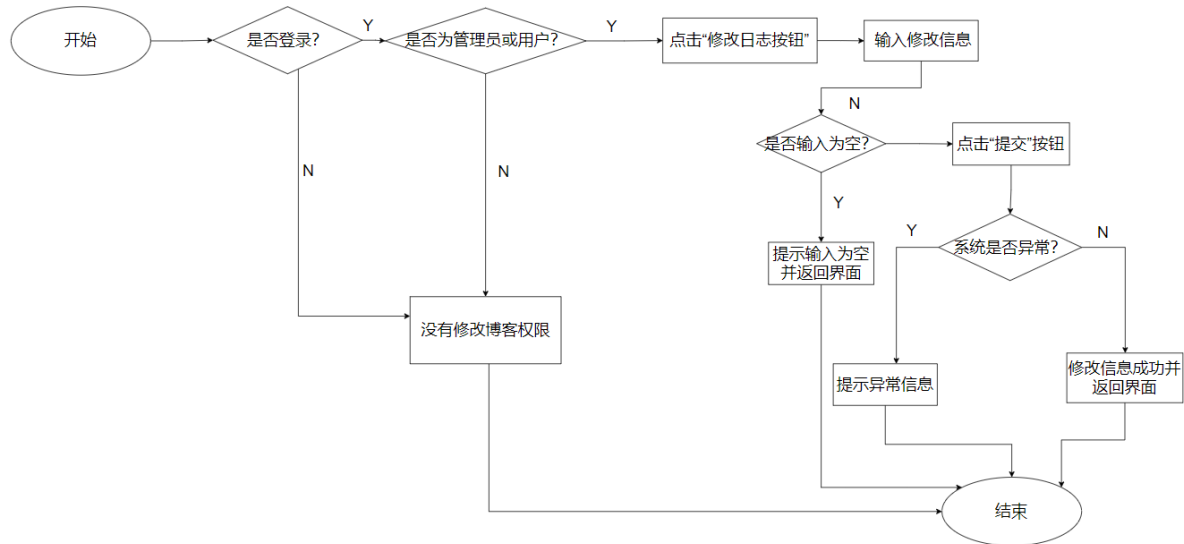 开始
是否登录?
Y
是否为管理员或用户?
Y
点击“修改日志按钮”
输入修改信息
N
是否输入为空?
点击“提交”按钮
N
N
Y
Y
系统是否异常?
N
提示输入为空
并返回界面
没有修改博客权限
提示异常信息
修改信息成功并
返回界面
结束